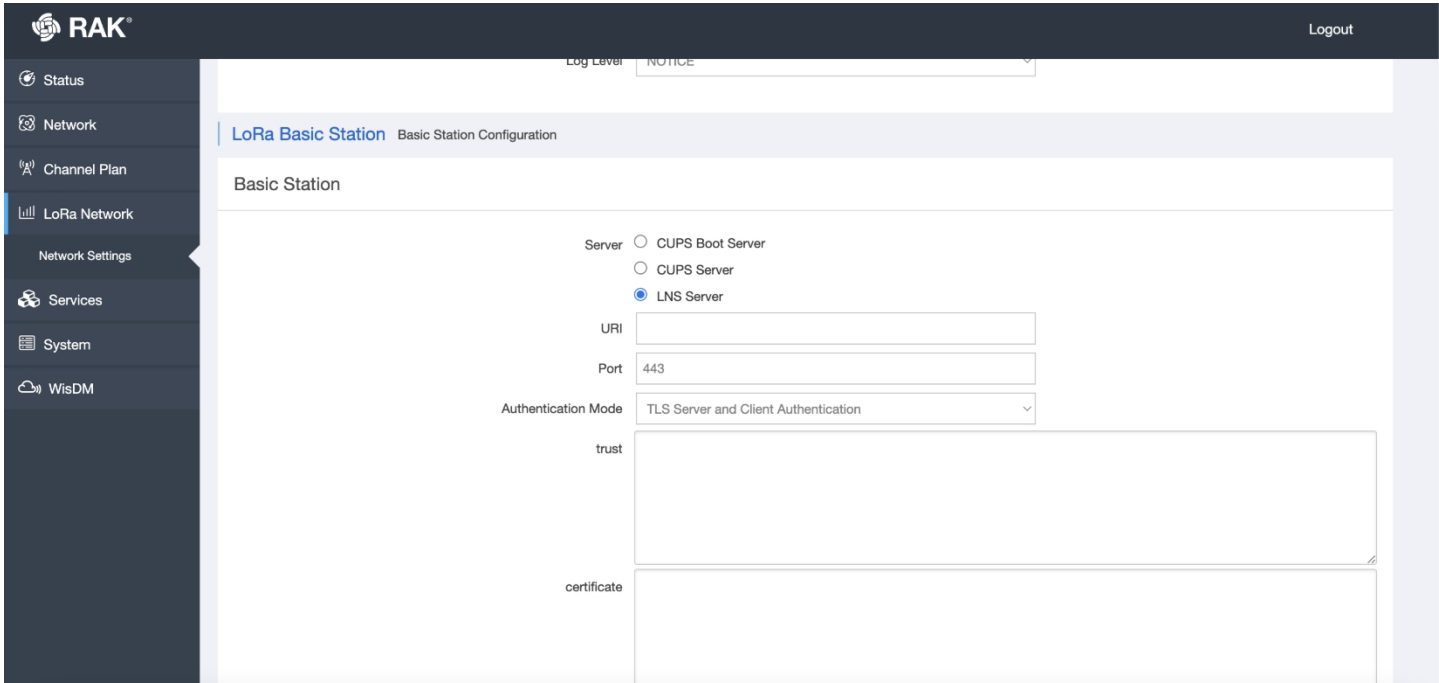 RAK®
Logout
Status
Network
Channel Plan
LoRa Network
Network Settings
Services
System
WisDM
Log Level NOTICE
LoRa Basic Station Basic Station Configuration
Basic Station
Server CUPS Boot Server
CUPS Server
LNS Server
URI
Port 443
Authentication Mode TLS Server and Client Authentication
trust
certificate